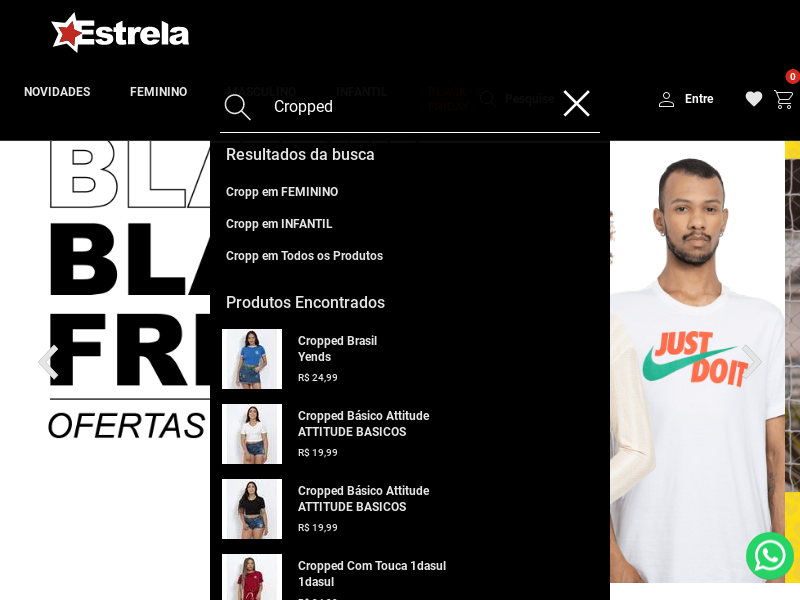 Estrela
0
NOVIDADES
FEMININO
MASCULINO
INFANTIL
BLACK
FRIDAY
Pesquise
Entre
Cropped
Resultados da busca
Cropp em FEMININO
Cropp em INFANTIL
Cropp em Todos os Produtos
Produtos Encontrados
Cropped Brasil
Yends
R$ 24,99
Cropped Básico Attitude
ATTITUDE BASICOS
R$ 19,99
Cropped Básico Attitude
ATTITUDE BASICOS
R$ 19,99
Cropped Com Touca 1dasul
1dasul
BLA
BLA
FRI
OFERTAS
JUST
DO IT